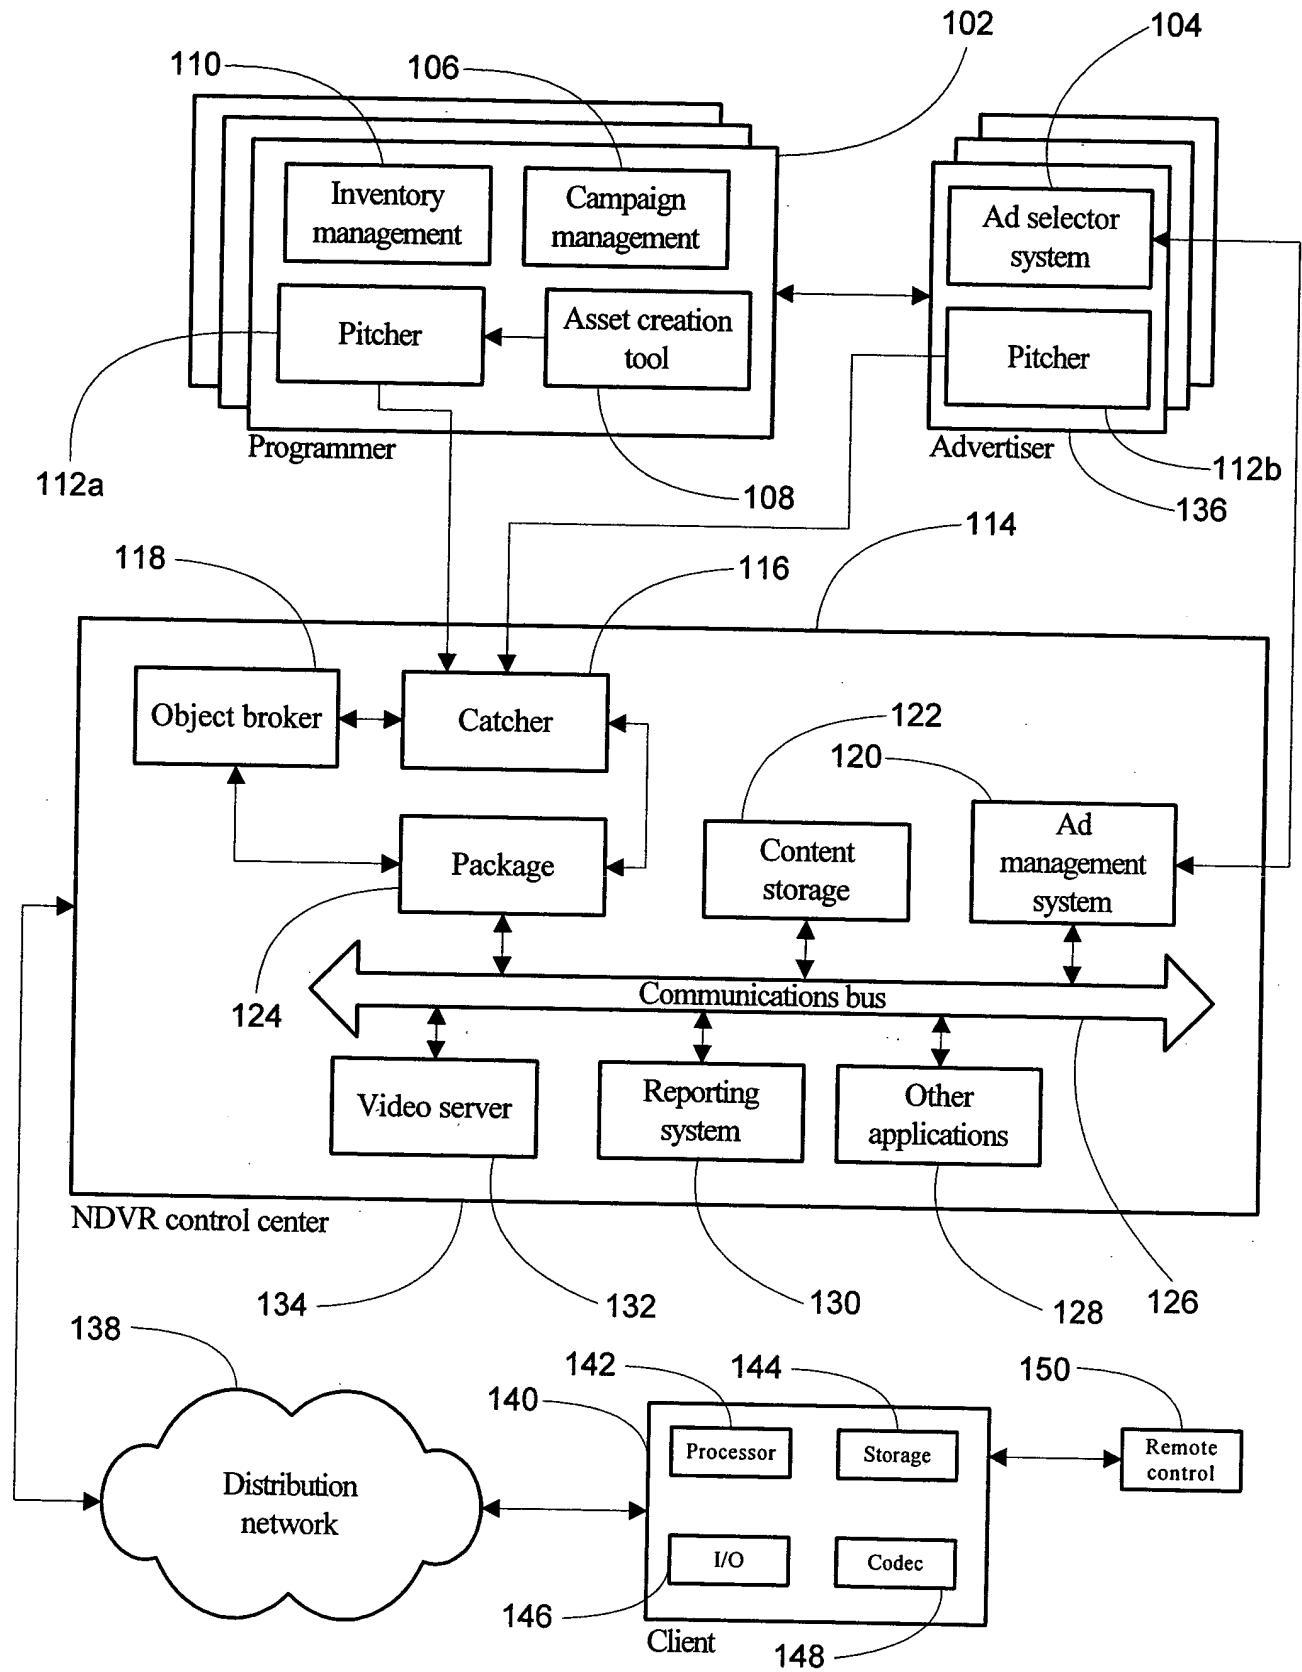 102
104
110
106
Inventory
management
Campaign
management
Ad selector
system
Pitcher
Asset creation
tool
Pitcher
Programmer
Advertiser
112a
108
112b
136
114
118
116
Object broker
Catcher
122
120
Package
Content
storage
Ad
management
system
124
Communications bus
Video server
Reporting
system
Other
applications
NDVR control center
134
132
130
128
126
138
142
144
150
140
Processor
Storage
Remote
control
Distribution
network
I/O
Codec
146
Client
148